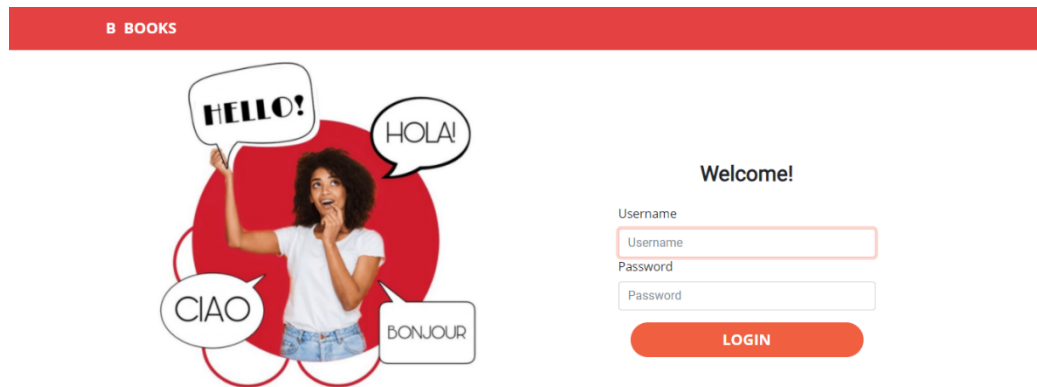 B BOOKS
HELLO!
HOLA!
CIAO
BONJOUR
Welcome!
Username
Username
Password
Password
LOGIN